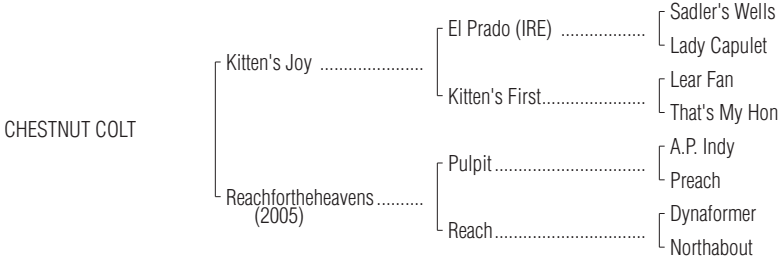 Sadler's Wells
El Prado (IRE) ....................
Lady Capulet
Kitten's Joy ......................
Lear Fan
Kitten's First......................
That's My Hon
CHESTNUT COLT
A.P. Indy
Pulpit................................
Preach
Reachfortheheavens..........
(2005)
Dynaformer
Reach................................
Northabout